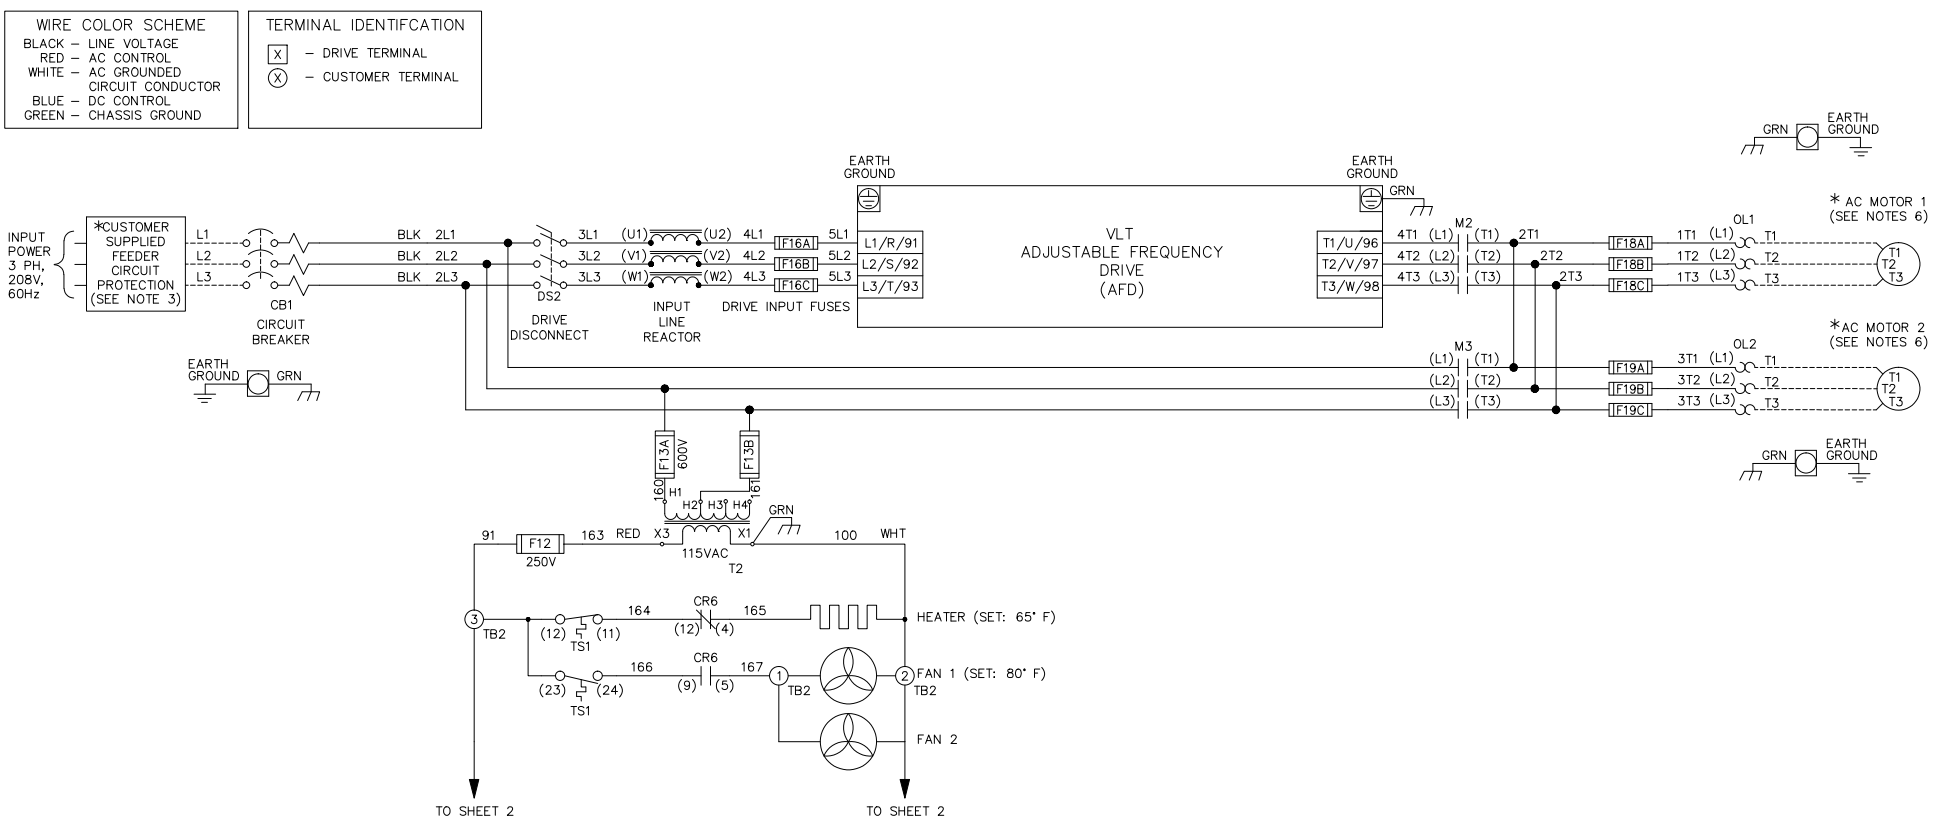 WIRE COLOR SCHEME
BLACK – LINE VOLTAGE
RED – AC CONTROL
WHITE – AC GROUNDED
CIRCUIT CONDUCTOR
BLUE – DC CONTROL
GREEN – CHASSIS GROUND
TERMINAL IDENTIFCATION
X – DRIVE TERMINAL
X – CUSTOMER TERMINAL
INPUT
POWER
3 PH,
208V,
60Hz
*CUSTOMER
SUPPLIED
FEEDER
CIRCUIT
PROTECTION
(SEE NOTE 3)
L1
L2
L3
CB1
CIRCUIT
BREAKER
EARTH
GROUND
GRN
BLK 2L1
BLK 2L2
BLK 2L3
DS2
DRIVE
DISCONNECT
3L1 (U1) (U2) 4L1 F16A 5L1
3L2 (V1) (V2) 4L2 F16B 5L2
3L3 (W1) (W2) 4L3 F16C 5L3
INPUT
LINE
REACTOR
DRIVE INPUT FUSES
EARTH
GROUND
L1/R/91
L2/S/92
L3/T/93
VLT
ADJUSTABLE FREQUENCY
DRIVE
(AFD)
EARTH
GROUND
GRN
T1/U/96
T2/V/97
T3/W/98
M2
4T1 (L1) (T1) 2T1 F18A 1T1 (L1) T1
4T2 (L2) (T2) 2T2 F18B 1T2 (L2) T2
4T3 (L3) (T3) 2T3 F18C 1T3 (L3) T3
OL1
GRN
EARTH
GROUND
* AC MOTOR 1
(SEE NOTES 6)
T1
T2
T3
M3
(L1) (T1) F19A 3T1 (L1) T1
(L2) (T2) F19B 3T2 (L2) T2
(L3) (T3) F19C 3T3 (L3) T3
OL2
*AC MOTOR 2
(SEE NOTES 6)
T1
T2
T3
GRN
EARTH
GROUND
F13A
600V
F13B
160
161
H1
H2
H3
H4
GRN
91
F12
250V
163
RED
X3
X1
115VAC
T2
100
WHT
3
TB2
(12)
(11)
TS1
164
CR6
(12)
(4)
165
HEATER (SET: 65° F)
(23)
(24)
TS1
166
CR6
(9)
(5)
167
1
TB2
2
TB2
FAN 1 (SET: 80° F)
FAN 2
TO SHEET 2
TO SHEET 2